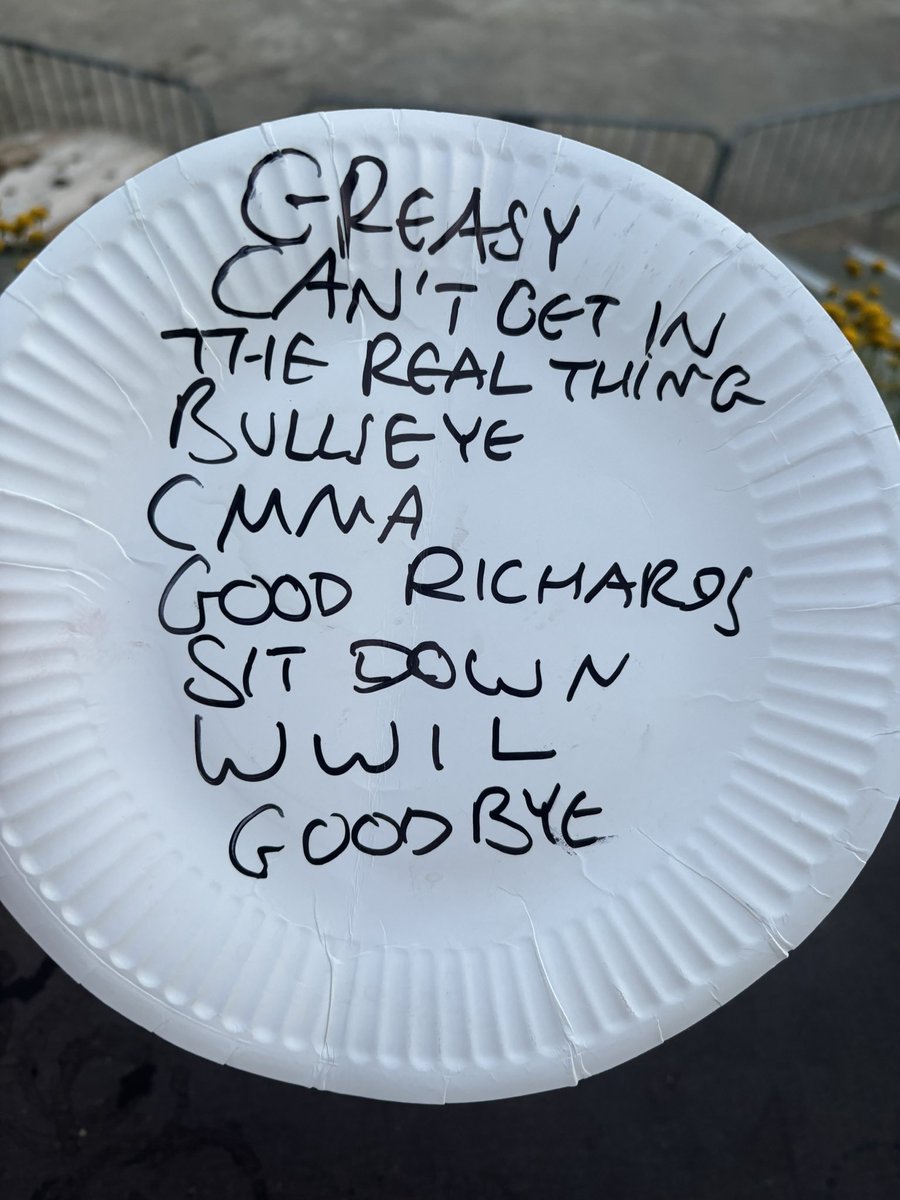 GREASY
CAN'T GET IN
THE REAL THING
BULLSEYE
CMMA
GOOD RICHARDS
SIT DOWN
WWIL
GOODBYE